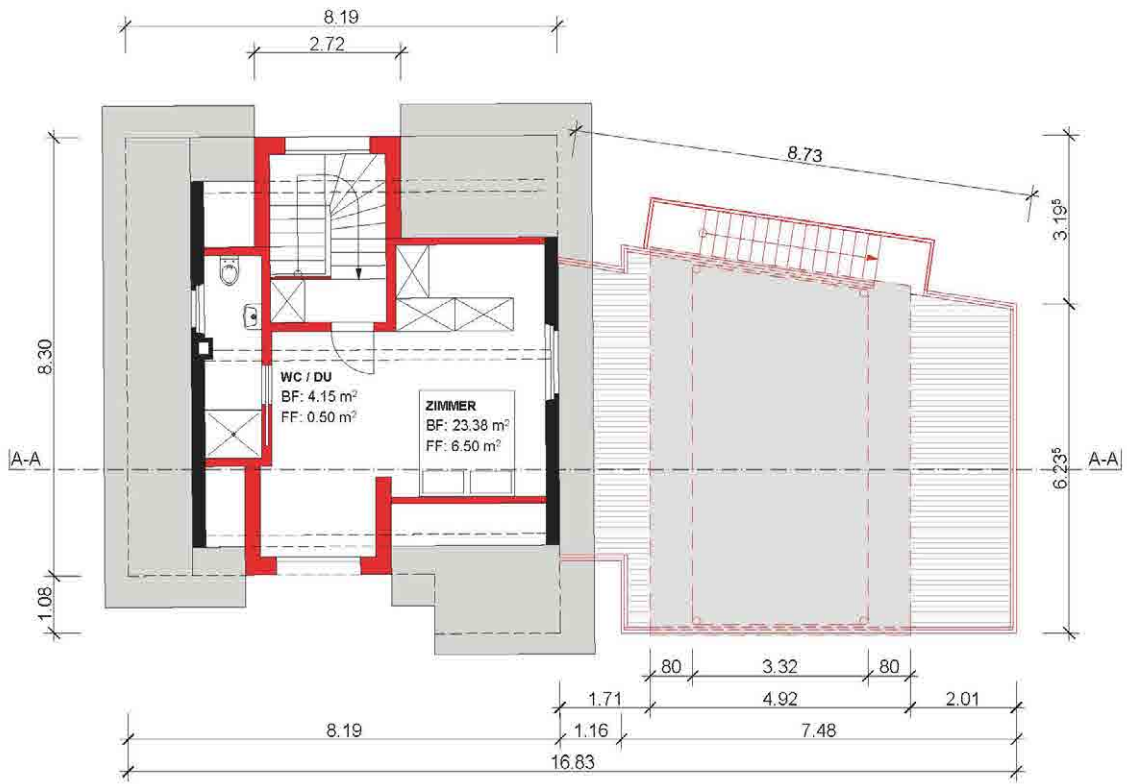 8.19
2.72
8.73
3.19⁵
8.30
WC / DU
BF: 4.15 m²
FF: 0.50 m²
ZIMMER
BF: 23.38 m²
FF: 6.50 m²
A-A
A-A
6.23⁵
1.08
80
3.32
80
1.71
4.92
2.01
8.19
1.16
7.48
16.83